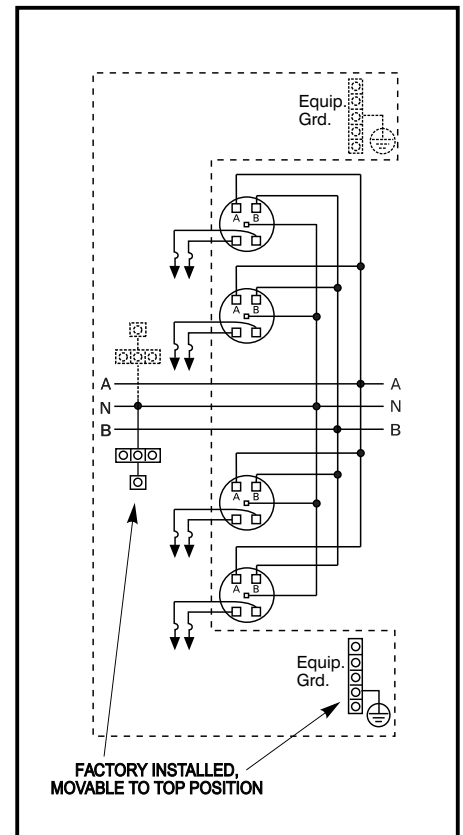 Equip.
Grd.
A B
A B
A A
N N
B B
A B
A B
Equip.
Grd.
FACTORY INSTALLED,
MOVABLE TO TOP POSITION